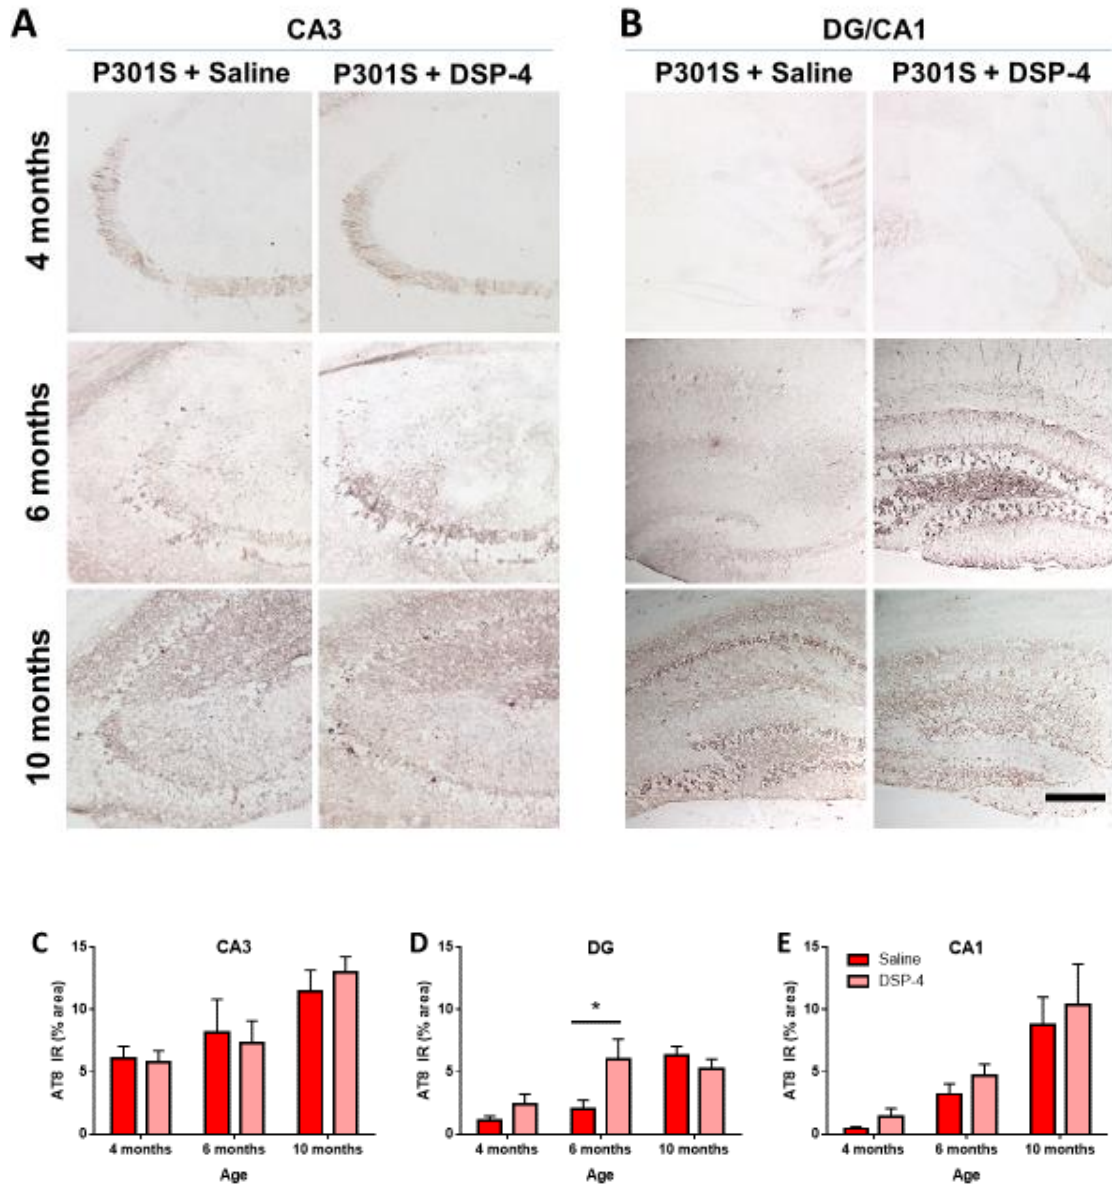 A
CA3
P301S + Saline
P301S + DSP-4
B
DG/CA1
P301S + Saline
P301S + DSP-4
4 months
6 months
10 months
C
CA3
15
10
5
0
AT8 IR (% area)
4 months
6 months
10 months
Age
D
DG
15
10
5
0
AT8 IR (% area)
*
4 months
6 months
10 months
Age
E
CA1
Saline
DSP-4
15
10
5
0
AT8 IR (% area)
4 months
6 months
10 months
Age